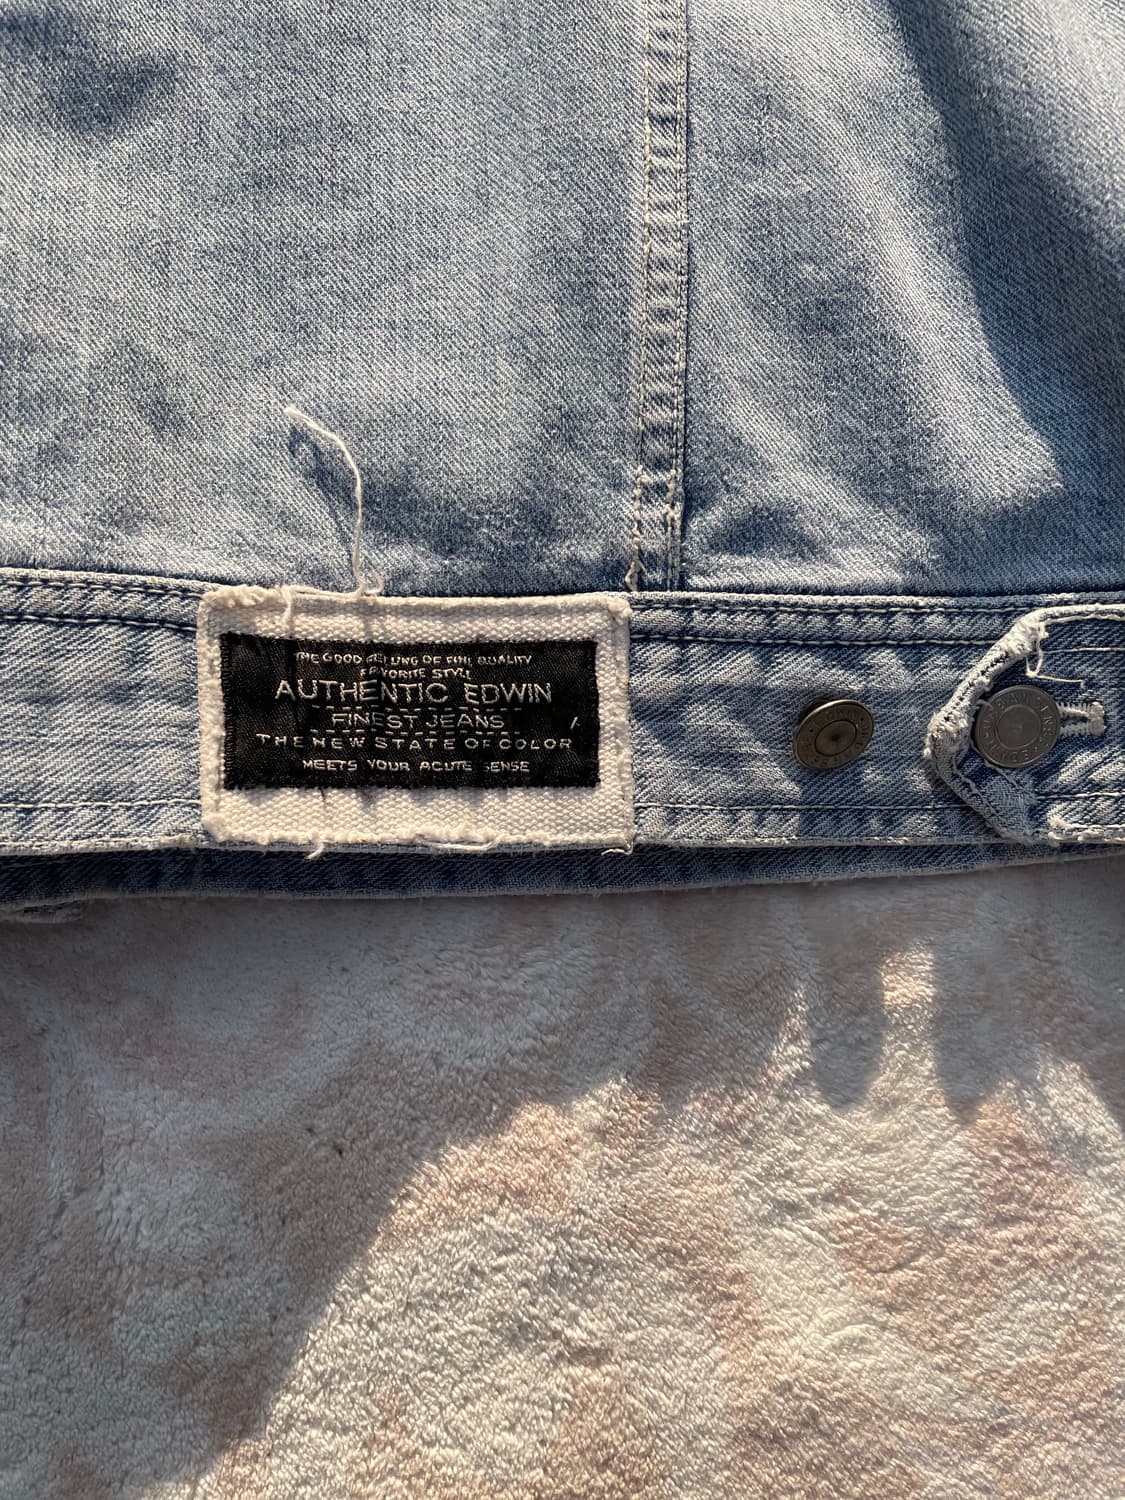 THE GOOD FEELING OF FINE QUALITY
FAVORITE STYLE
AUTHENTIC EDWIN
FINEST JEANS
THE NEW STATE OF COLOR
MEETS YOUR ACUTE SENSE